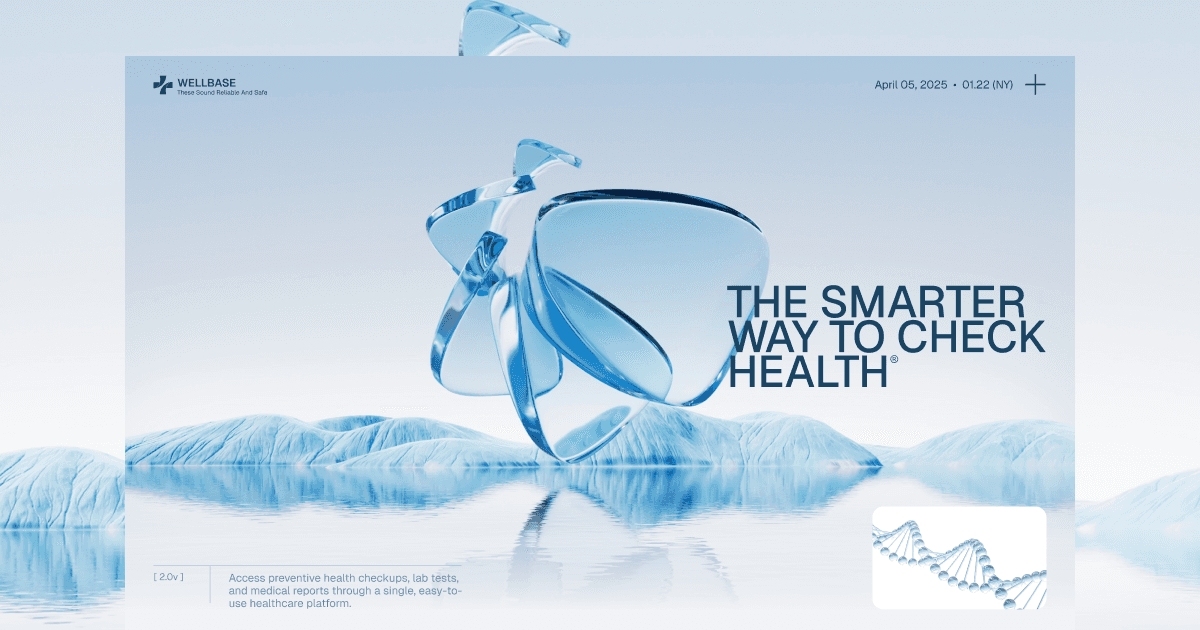 WELLBASE
These Sound Reliable And Safe
April 05, 2025 • 01.22 (NY)
THE SMARTER
WAY TO CHECK
HEALTH®
[ 2.0v ]
Access preventive health checkups, lab tests,
and medical reports through a single, easy-to-
use healthcare platform.